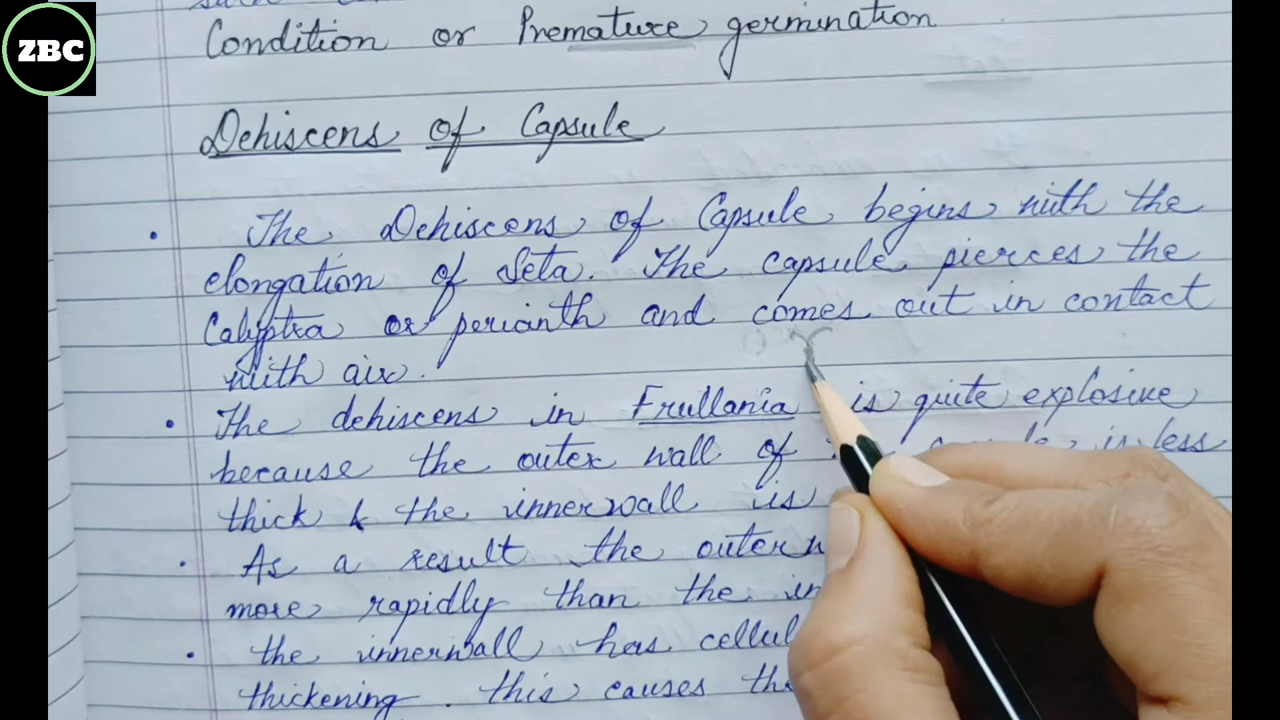 ZBC
Condition or Premature germination
Dehiscens of Capsule
The Dehiscens of Capsule begins with the
elongation of Seta. The capsule pierces the
Calyptra or perianth and comes out in contact
with air.
The dehiscens in Frullania is quite explosive
because the outer wall of is less
thick & the innerwall is
As a result the outer
more rapidly than the
the innerwall has
thickening. this causes